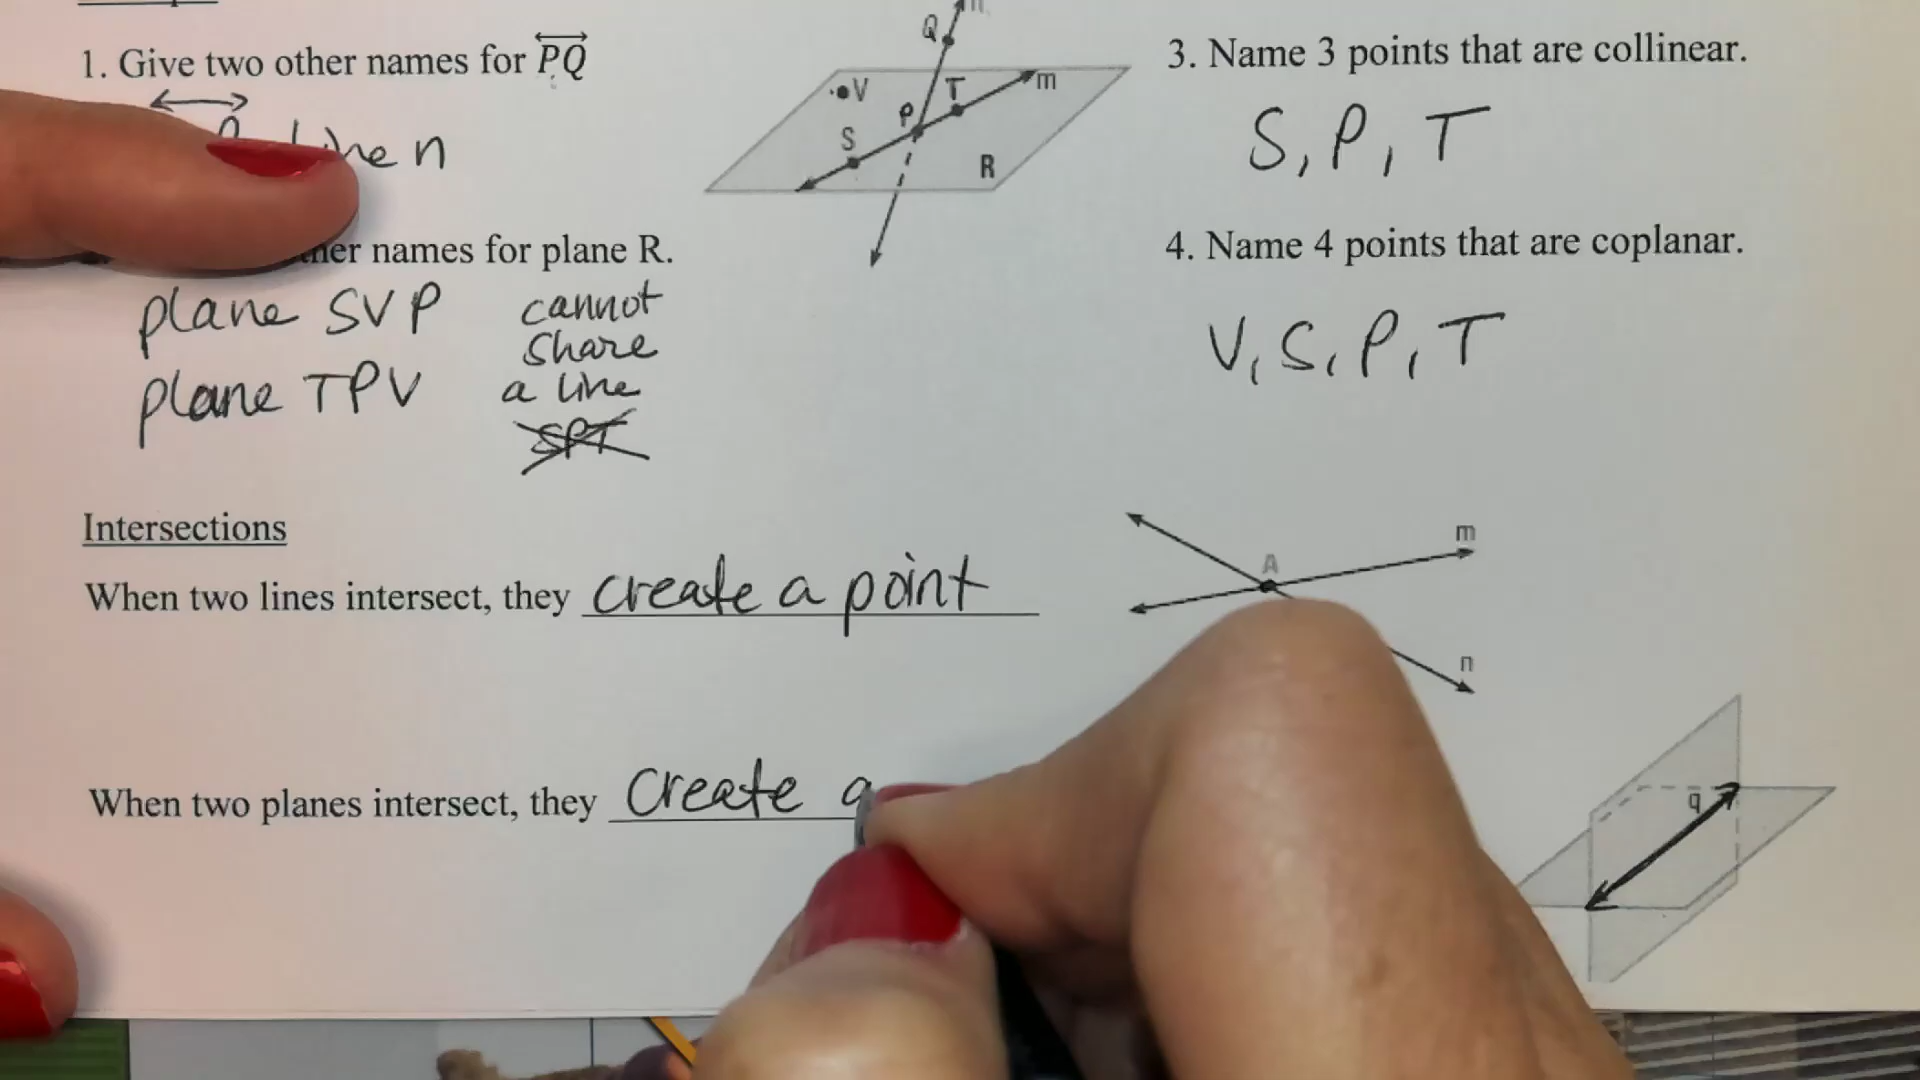 1. Give two other names for PQ
line n
names for plane R.
plane SVP
plane TPV
cannot
share
a line
SPT
Q
n
V
T
m
P
S
R
3. Name 3 points that are collinear.
S, P, T
4. Name 4 points that are coplanar.
V, S, P, T
Intersections
When two lines intersect, they create a point
A
m
n
When two planes intersect, they create a
q